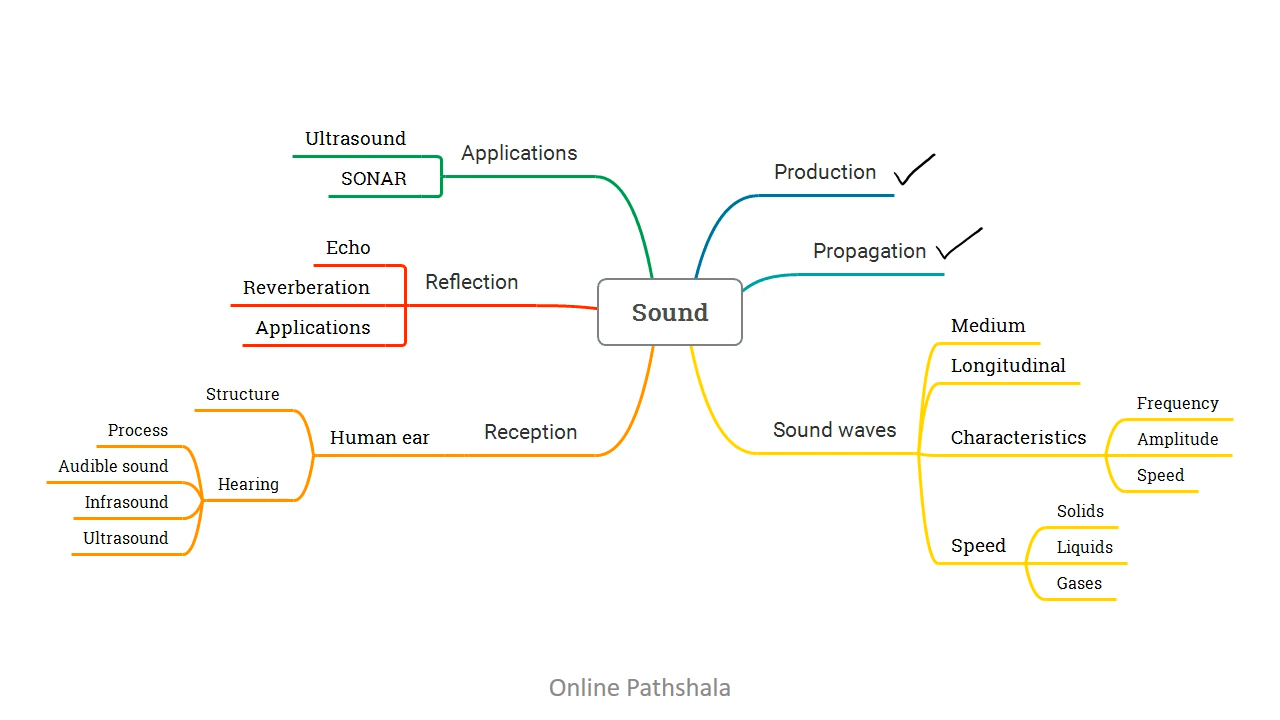 Sound
Production
Propagation
Sound waves
Medium
Longitudinal
Characteristics
Frequency
Amplitude
Speed
Speed
Solids
Liquids
Gases
Reception
Human ear
Structure
Hearing
Process
Audible sound
Infrasound
Ultrasound
Reflection
Echo
Reverberation
Applications
Applications
Ultrasound
SONAR
Online Pathshala